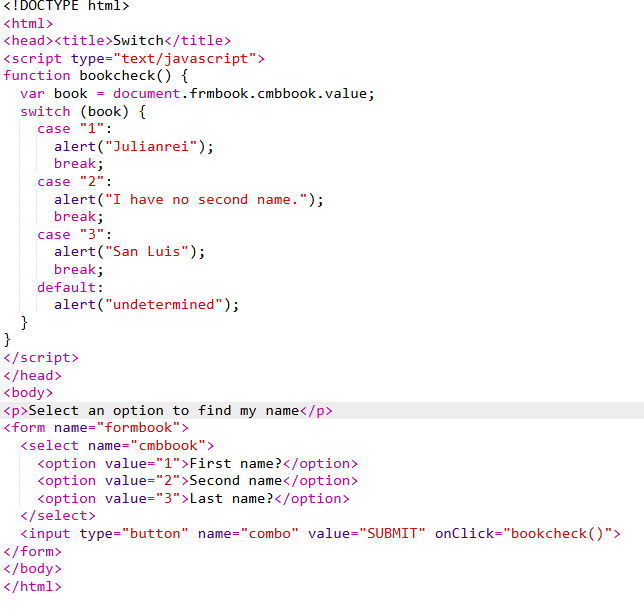 <!DOCTYPE html>
<html>
<head><title>Switch</title>
<script type="text/javascript">
function bookcheck() {
  var book = document.frmbook.cmbbook.value;
  switch (book) {
    case "1":
      alert("Julianrei");
      break;
    case "2":
      alert("I have no second name.");
      break;
    case "3":
      alert("San Luis");
      break;
    default:
      alert("undetermined");
  }
}
</script>
</head>
<body>
<p>Select an option to find my name</p>
<form name="formbook">
  <select name="cmbbook">
    <option value="1">First name?</option>
    <option value="2">Second name</option>
    <option value="3">Last name?</option>
  </select>
  <input type="button" name="combo" value="SUBMIT" onClick="bookcheck()">
</form>
</body>
</html>